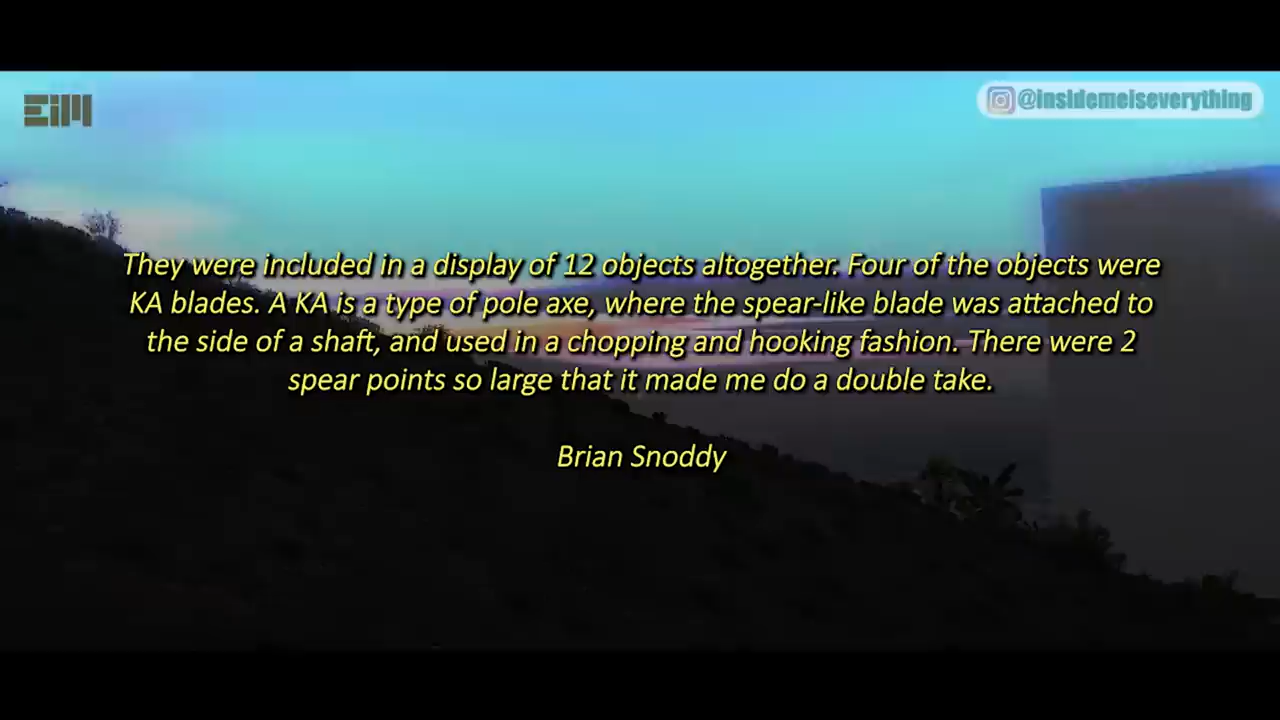 EiM
@insidemeiseverything
They were included in a display of 12 objects altogether. Four of the objects were
KA blades. A KA is a type of pole axe, where the spear-like blade was attached to
the side of a shaft, and used in a chopping and hooking fashion. There were 2
spear points so large that it made me do a double take.
Brian Snoddy